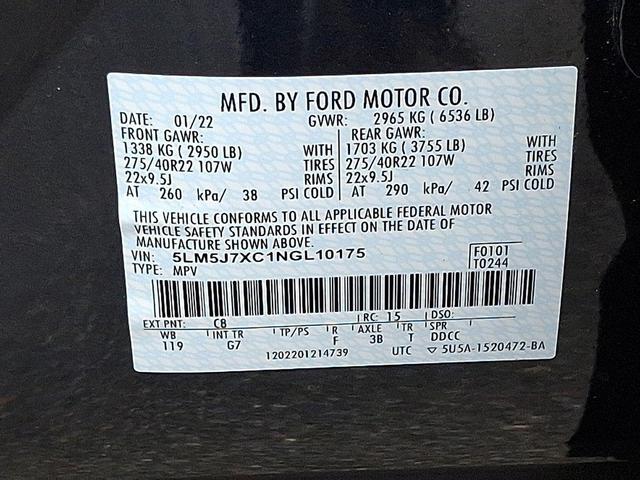 MFD. BY FORD MOTOR CO.
DATE: 01/22 GVWR: 2965 KG ( 6536 LB)
FRONT GAWR: REAR GAWR:
1338 KG ( 2950 LB) WITH 1703 KG ( 3755 LB) WITH
275/40R22 107W TIRES 275/40R22 107W TIRES
22x9.5J RIMS 22x9.5J RIMS
AT 260 kPa/ 38 PSI COLD AT 290 kPa/ 42 PSI COLD
THIS VEHICLE CONFORMS TO ALL APPLICABLE FEDERAL MOTOR
VEHICLE SAFETY STANDARDS IN EFFECT ON THE DATE OF
MANUFACTURE SHOWN ABOVE.
VIN: 5LM5J7XC1NGL10175 F0101
TYPE: MPV T0244
EXT PNT: C8 RC: 15 DSO:
WB INT TR TP/PS R AXLE TR SPR
119 G7 F 3B T DDCC
1202201214739 UTC ▽ 5U5A-1520472-BA